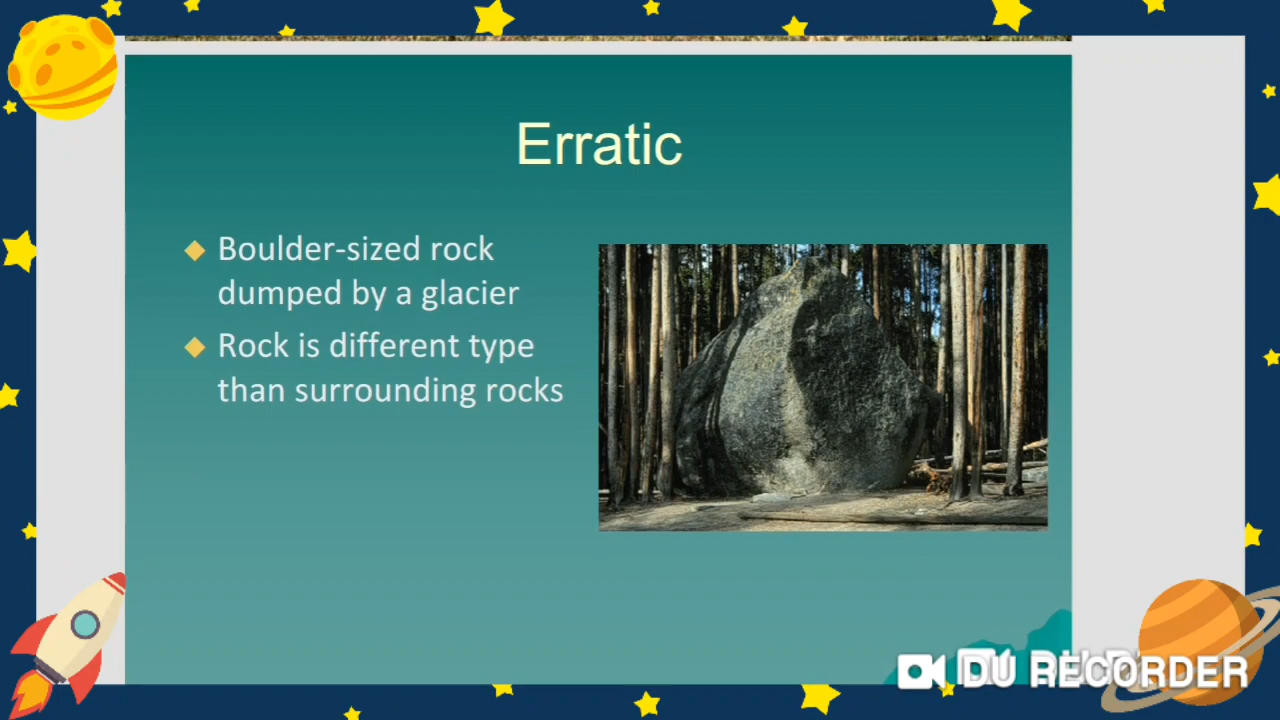 Erratic
Boulder-sized rock
dumped by a glacier
Rock is different type
than surrounding rocks
DU RECORDER